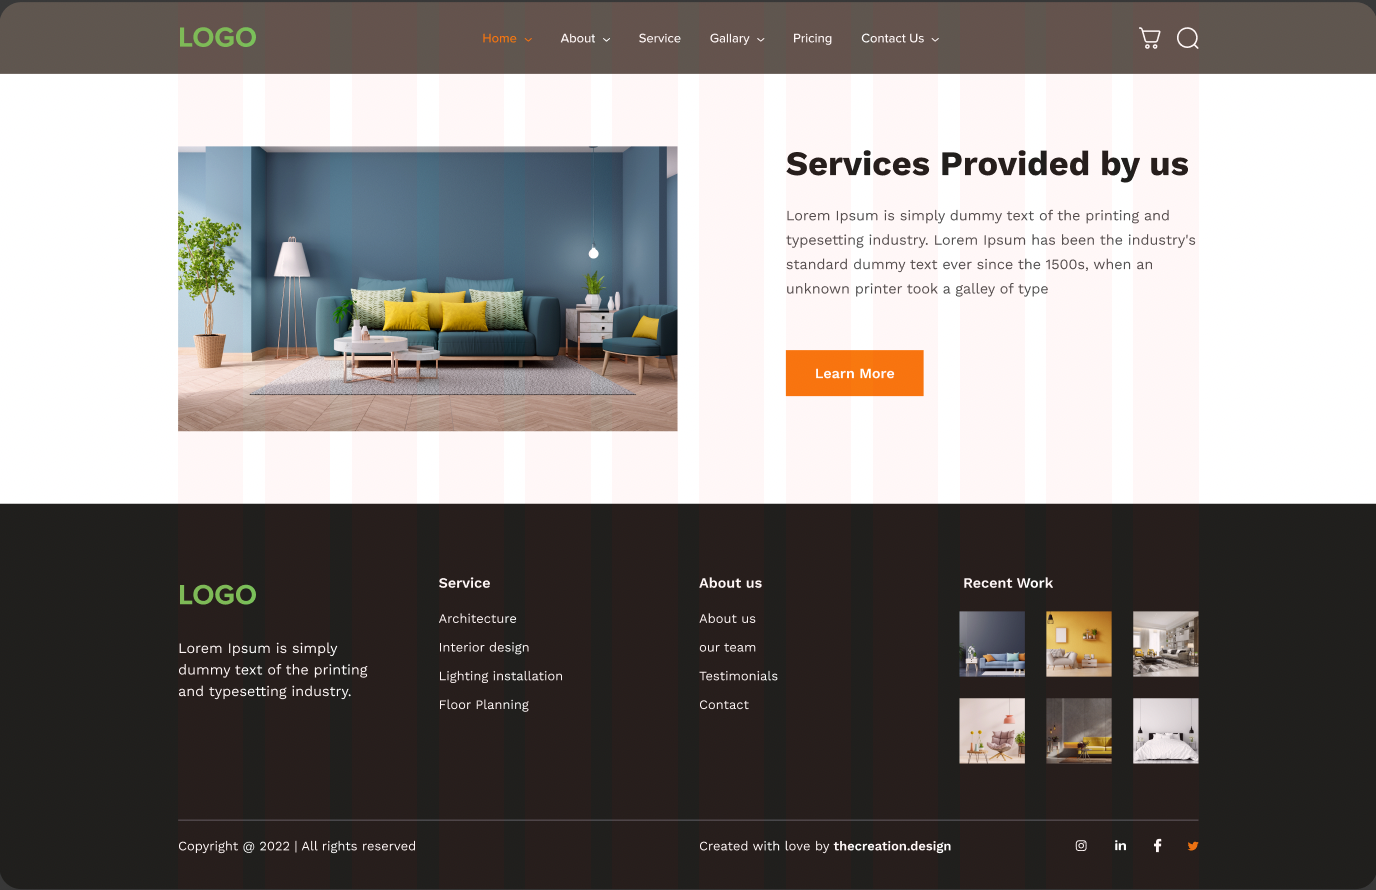 LOGO
Home
About
Service
Gallary
Pricing
Contact Us
Services Provided by us
Lorem Ipsum is simply dummy text of the printing and
typesetting industry. Lorem Ipsum has been the industry's
standard dummy text ever since the 1500s, when an
unknown printer took a galley of type
Learn More
LOGO
Lorem Ipsum is simply
dummy text of the printing
and typesetting industry.
Service
Architecture
Interior design
Lighting installation
Floor Planning
About us
About us
our team
Testimonials
Contact
Recent Work
Copyright @ 2022 | All rights reserved
Created with love by thecreation.design